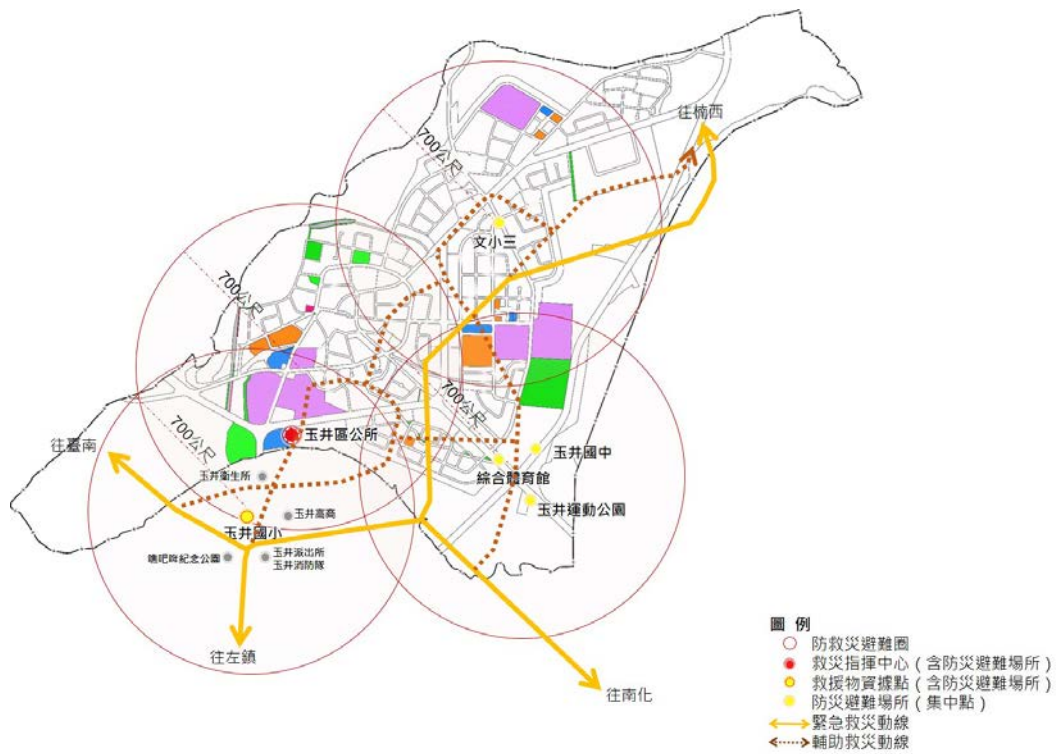 往楠西
700公尺
文小三
700公尺
700公尺
700公尺
往臺南
玉井區公所
玉井國中
綜合體育館
玉井衛生所
玉井運動公園
玉井高商
玉井國小
噍吧哖紀念公園
玉井派出所
玉井消防隊
往左鎮
往南化
圖 例
防救災避難圈
救災指揮中心(含防災避難場所)
救援物資據點(含防災避難場所)
防災避難場所(集中點)
緊急救災動線
輔助救災動線